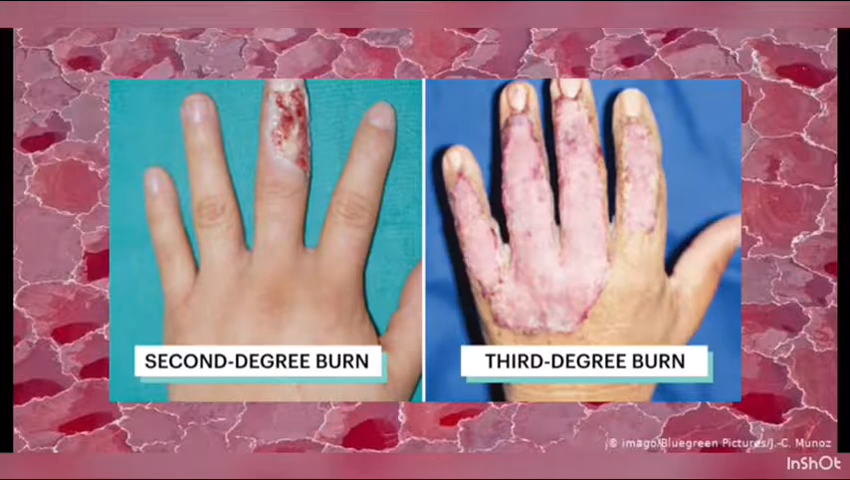 SECOND-DEGREE BURN
THIRD-DEGREE BURN
© imago/Bluegreen Pictures/J.-C. Munoz
InShOt